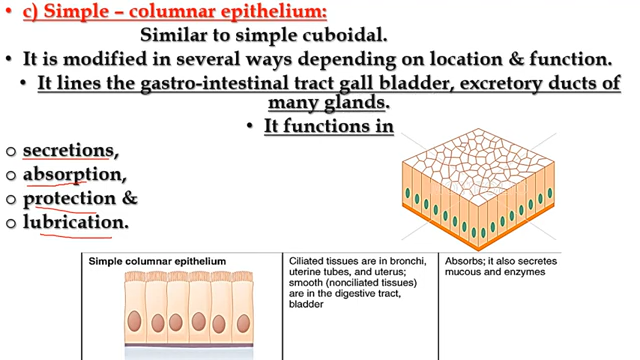 • c) Simple – columnar epithelium:
Similar to simple cuboidal.
• It is modified in several ways depending on location & function.
• It lines the gastro-intestinal tract gall bladder, excretory ducts of
many glands.
• It functions in
o secretions,
o absorption,
o protection &
o lubrication.
Simple columnar epithelium
Ciliated tissues are in bronchi,
uterine tubes, and uterus;
smooth (nonciliated tissues)
are in the digestive tract,
bladder
Absorbs; it also secretes
mucous and enzymes